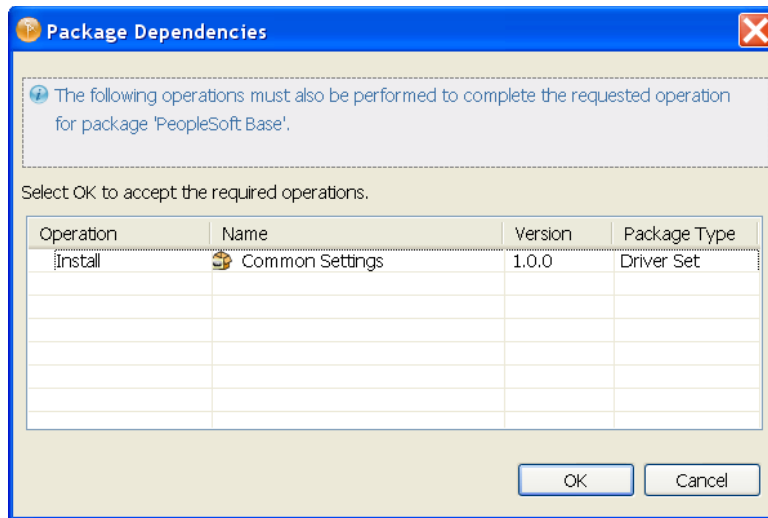 Package Dependencies
The following operations must also be performed to complete the requested operation
for package 'PeopleSoft Base'.
Select OK to accept the required operations.
Operation Name Version Package Type
Install Common Settings 1.0.0 Driver Set
OK Cancel